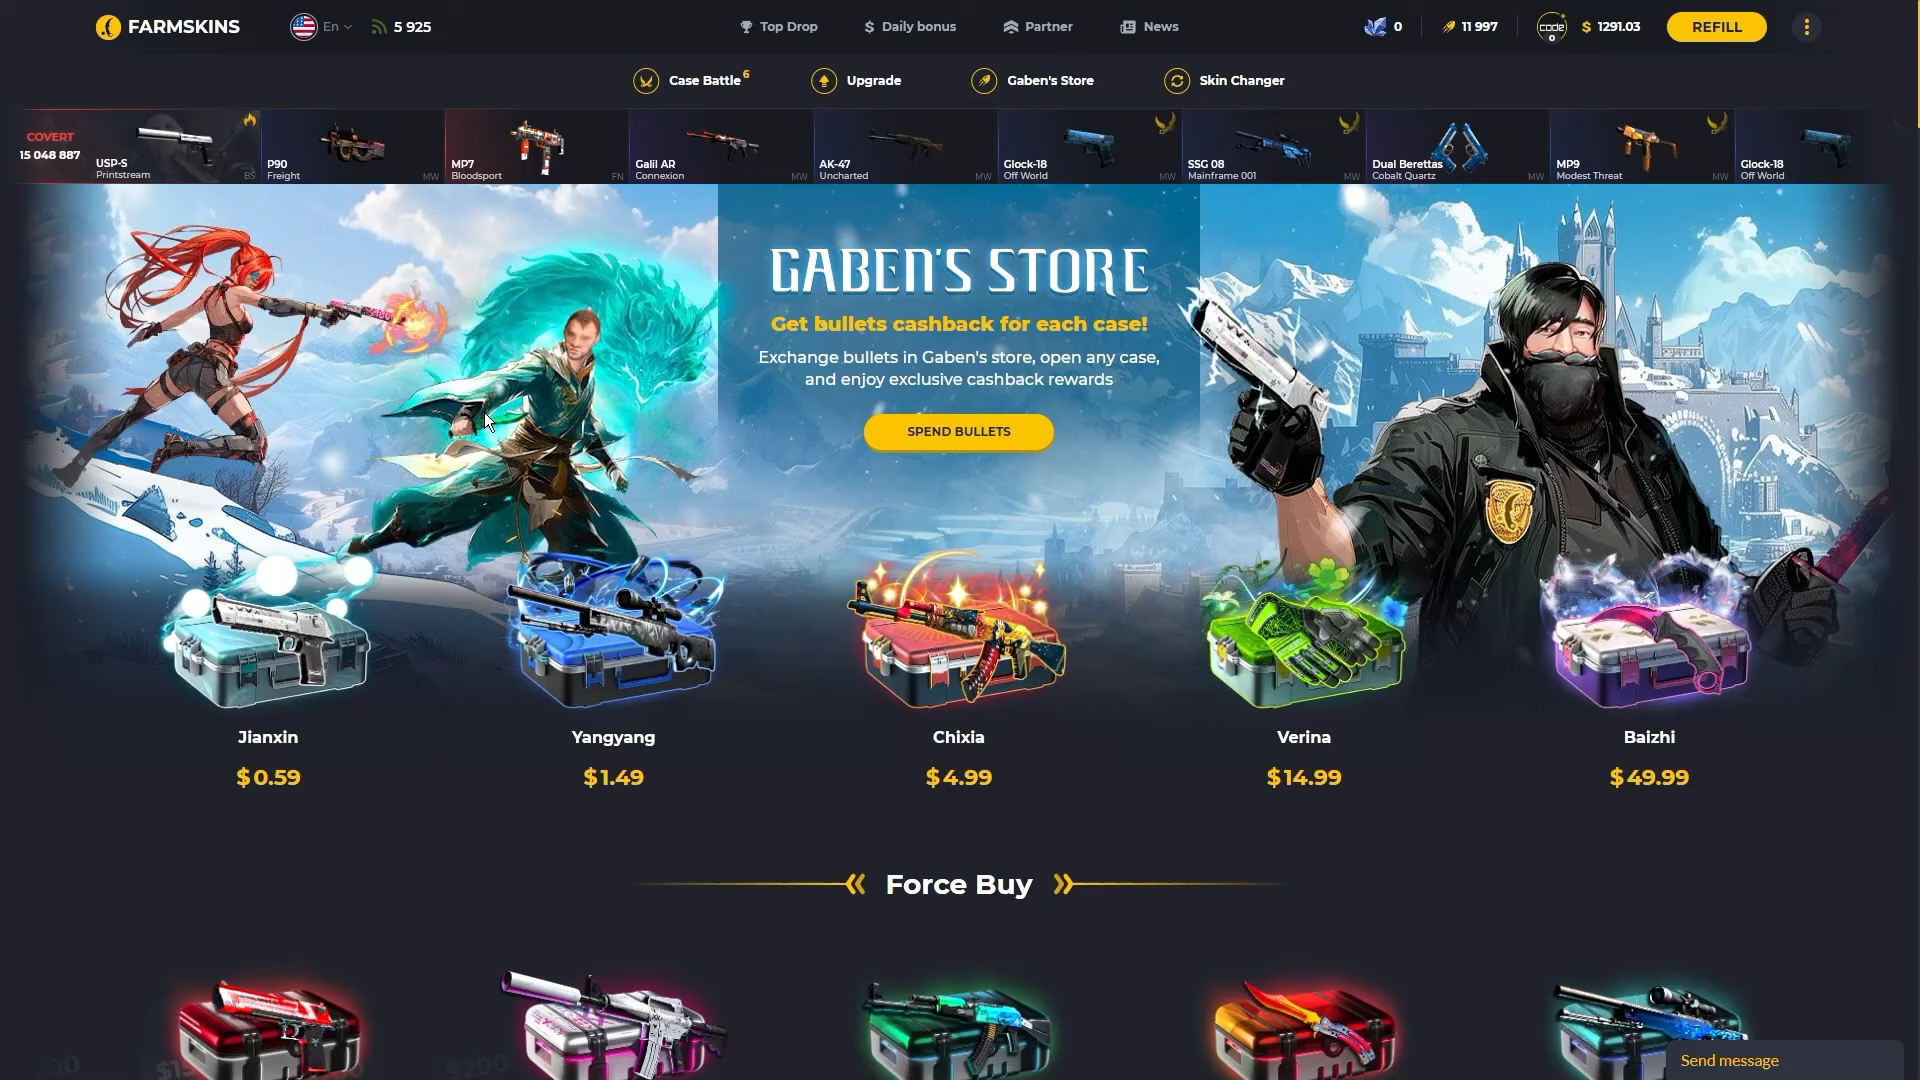 FARMSKINS
En
5 925
Top Drop
Daily bonus
Partner
News
0
11 997
code
0
$ 1291.03
REFILL
Case Battle 6
Upgrade
Gaben's Store
Skin Changer
COVERT
15 048 887
USP-S
Printstream
BS
P90
Freight
MW
MP7
Bloodsport
FN
Galil AR
Connexion
MW
AK-47
Uncharted
MW
Glock-18
Off World
MW
SSG 08
Mainframe 001
MW
Dual Berettas
Cobalt Quartz
MW
MP9
Modest Threat
MW
Glock-18
Off World
GABEN'S STORE
Get bullets cashback for each case!
Exchange bullets in Gaben's store, open any case,
and enjoy exclusive cashback rewards
SPEND BULLETS
Jianxin
$ 0.59
Yangyang
$ 1.49
Chixia
$ 4.99
Verina
$ 14.99
Baizhi
$ 49.99
Force Buy
$200
Send message